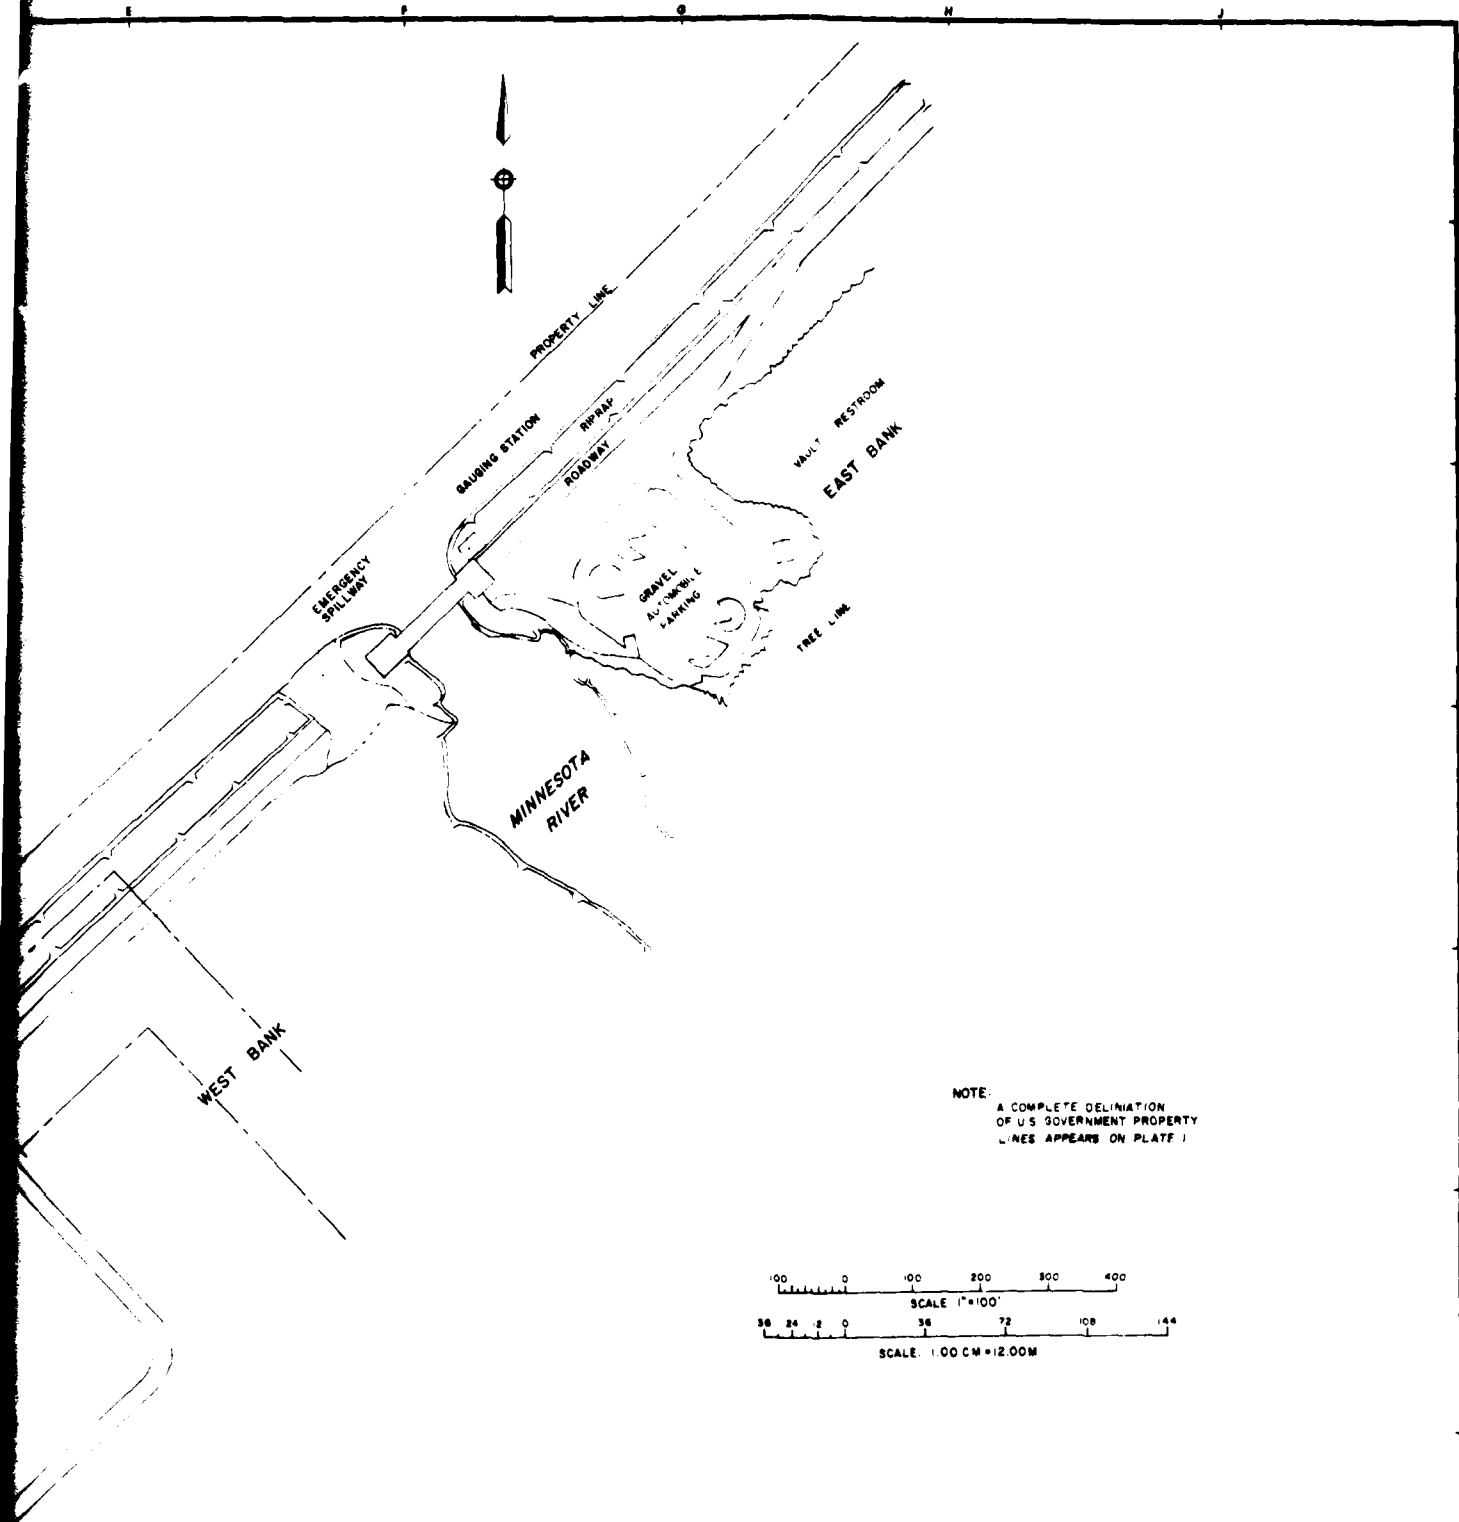 E F G H J
PROPERTY LINE
GAUGING STATION
RIPRAP
ROADWAY
VAULT RESTROOM
EAST BANK
EMERGENCY
SPILLWAY
GRAVEL
AUTOMOBILE
PARKING
TREE LINE
MINNESOTA
RIVER
WEST BANK
NOTE:
A COMPLETE DELINIATION
OF U S GOVERNMENT PROPERTY
LINES APPEARS ON PLATE 1
100 0 100 200 300 400
SCALE 1"=100'
36 24 12 0 36 72 108 144
SCALE: 1.00 CM = 12.00M